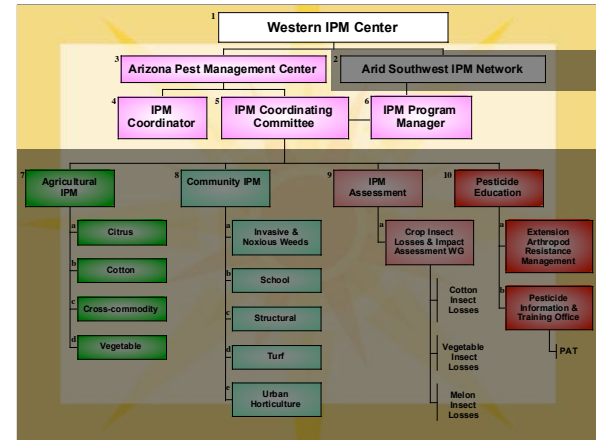 1
Western IPM Center
3
Arizona Pest Management Center
2
Arid Southwest IPM Network
4
IPM
Coordinator
5
IPM Coordinating
Committee
6
IPM Program
Manager
7
Agricultural
IPM
a
Citrus
b
Cotton
c
Cross-commodity
d
Vegetable
8
Community IPM
a
Invasive &
Noxious Weeds
b
School
c
Structural
d
Turf
e
Urban
Horticulture
9
IPM
Assessment
a
Crop Insect
Losses & Impact
Assessment WG
Cotton
Insect
Losses
Vegetable
Insect
Losses
Melon
Insect
Losses
10
Pesticide
Education
a
Extension
Arthropod
Resistance
Management
b
Pesticide
Information &
Training Office
PAT